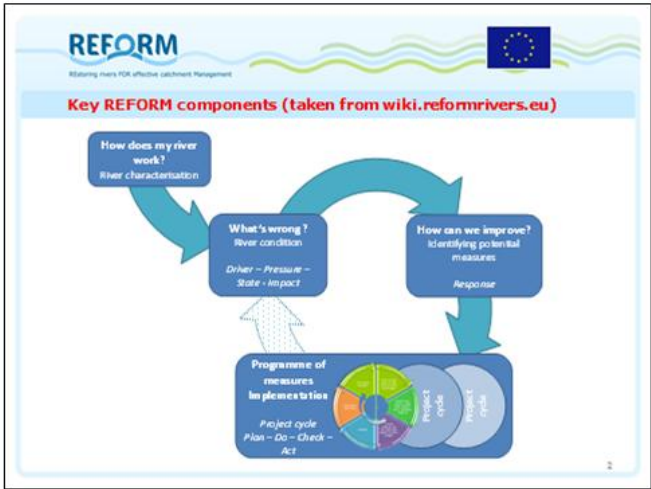 REFORM
REstoring rivers FOR effective catchment Management
Key REFORM components (taken from wiki.reformrivers.eu)
How does my river
work?
River characterisation
What's wrong?
River condition
Driver – Pressure –
State - Impact
How can we improve?
Identifying potential
measures
Response
Programme of
measures
Implementation
Project cycle
Plan – Do – Check –
Act
Project
cycle
Project
cycle